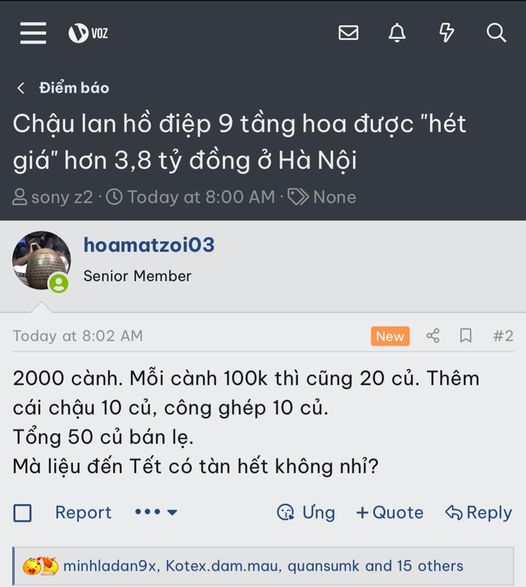 VOZ
Điểm báo
Chậu lan hồ điệp 9 tầng hoa được "hét
giá" hơn 3,8 tỷ đồng ở Hà Nội
sony z2 · Today at 8:00 AM · None
hoamatzoi03
Senior Member
Today at 8:02 AM New #2
2000 cành. Mỗi cành 100k thì cũng 20 củ. Thêm
cái chậu 10 củ, công ghép 10 củ.
Tổng 50 củ bán lẹ.
Mà liệu đến Tết có tàn hết không nhỉ?
Report ••• Ưng +Quote Reply
minhladan9x, Kotex.dam.mau, quansumk and 15 others